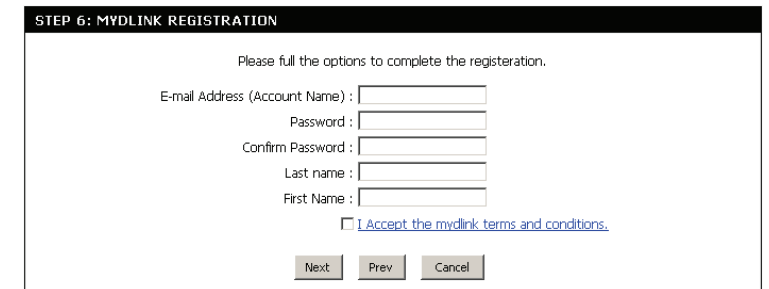 STEP 6: MYDLINK REGISTRATION
Please full the options to complete the registeration.
E-mail Address (Account Name) :
Password :
Confirm Password :
Last name :
First Name :
I Accept the mydlink terms and conditions.
Next Prev Cancel